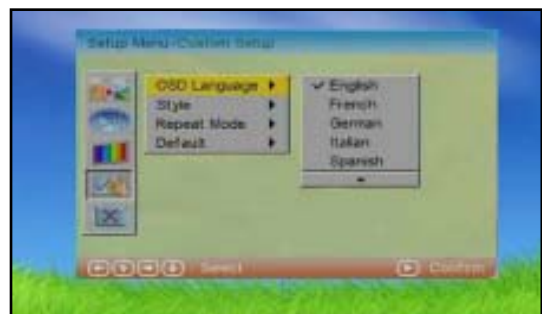 Setup Menu-Custom Setup
OSD Language
Style
Repeat Mode
Default
English
French
German
Italian
Spanish
Select
Confirm